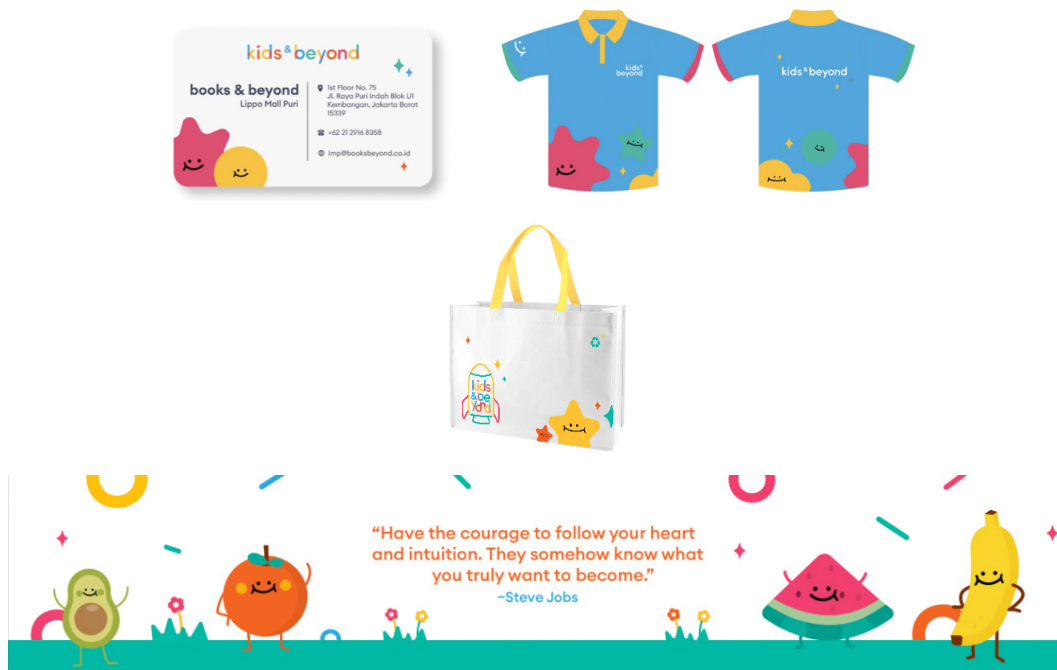 kids & beyond
books & beyond
Lippo Mall Puri
1st Floor No. 75
Jl. Raya Puri Indah Blok U1
Kembangan, Jakarta Barat
15339
+62 21 2916 8358
lmp@booksbeyond.co.id
kids &
beyond
kids & beyond
kids
& be
yond
“Have the courage to follow your heart
and intuition. They somehow know what
you truly want to become.”
–Steve Jobs